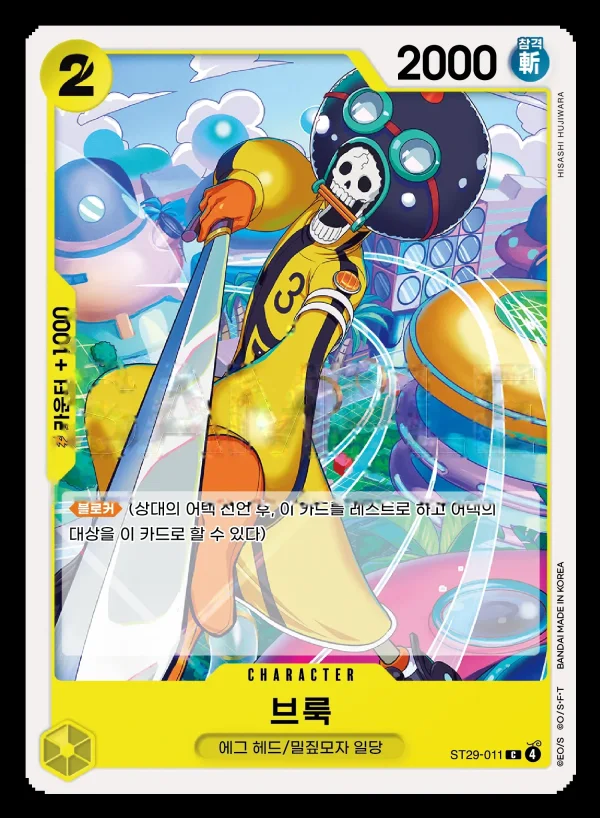 2
2000
참격
斬
HISASHI HUJIWARA
3
카운터 +1000
블로커 (상대의 어택 선언 후, 이 카드를 레스트로 하고 어택의
대상을 이 카드로 할 수 있다)
BANDAI MADE IN KOREA
©EO/S ©O/S·F·T
CHARACTER
브룩
에그 헤드/밀짚모자 일당
ST29-011 C 4